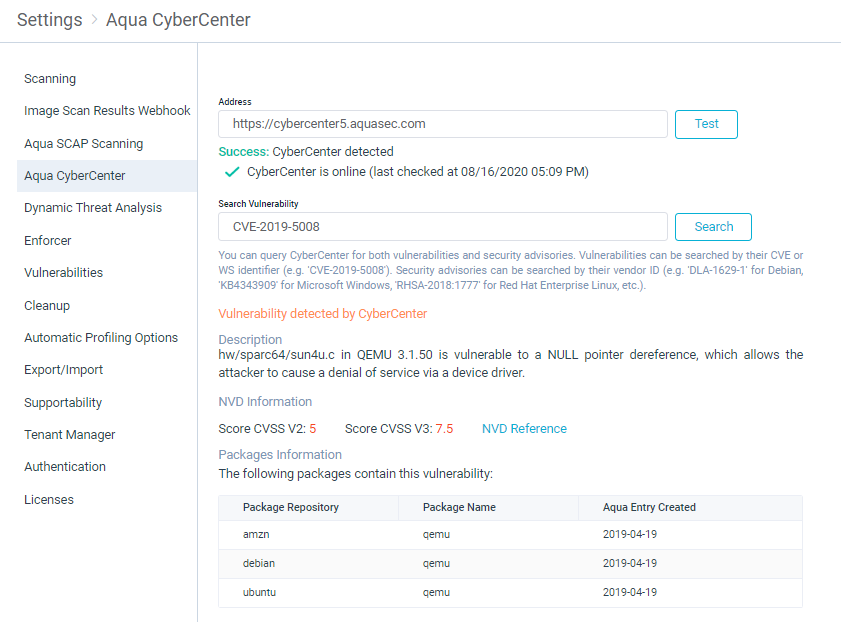 Settings > Aqua CyberCenter
Scanning
Image Scan Results Webhook
Aqua SCAP Scanning
Aqua CyberCenter
Dynamic Threat Analysis
Enforcer
Vulnerabilities
Cleanup
Automatic Profiling Options
Export/Import
Supportability
Tenant Manager
Authentication
Licenses
Address
https://cybercenter5.aquasec.com
Test
Success: CyberCenter detected
CyberCenter is online (last checked at 08/16/2020 05:09 PM)
Search Vulnerability
CVE-2019-5008
Search
You can query CyberCenter for both vulnerabilities and security advisories. Vulnerabilities can be searched by their CVE or
WS identifier (e.g. 'CVE-2019-5008'). Security advisories can be searched by their vendor ID (e.g. 'DLA-1629-1' for Debian,
'KB4343909' for Microsoft Windows, 'RHSA-2018:1777' for Red Hat Enterprise Linux, etc.).
Vulnerability detected by CyberCenter
Description
hw/sparc64/sun4u.c in QEMU 3.1.50 is vulnerable to a NULL pointer dereference, which allows the
attacker to cause a denial of service via a device driver.
NVD Information
Score CVSS V2: 5 Score CVSS V3: 7.5 NVD Reference
Packages Information
The following packages contain this vulnerability:
Package Repository Package Name Aqua Entry Created
amzn qemu 2019-04-19
debian qemu 2019-04-19
ubuntu qemu 2019-04-19